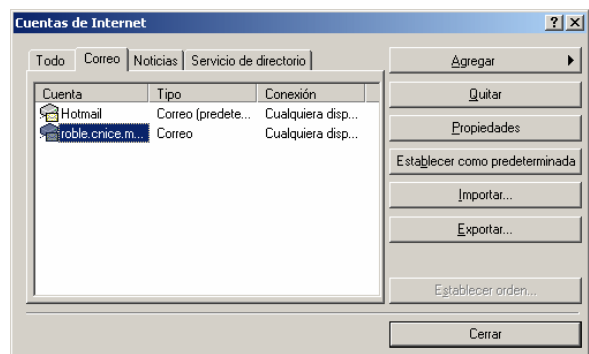 Cuentas de Internet
Todo Correo Noticias Servicio de directorio
Cuenta Tipo Conexión
Hotmail Correo (predete... Cualquiera disp...
roble.cnice.m... Correo Cualquiera disp...
Agregar
Quitar
Propiedades
Establecer como predeterminada
Importar...
Exportar...
Establecer orden...
Cerrar